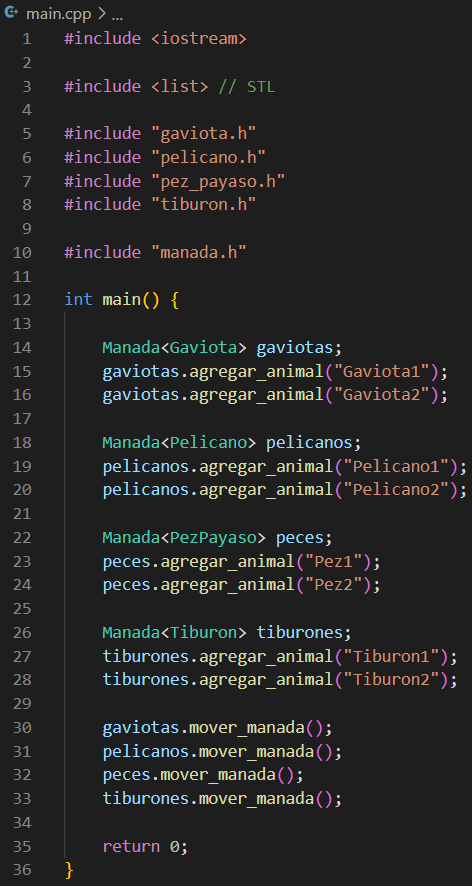 main.cpp > ...
1 #include <iostream>
2
3 #include <list> // STL
4
5 #include "gaviota.h"
6 #include "pelicano.h"
7 #include "pez_payaso.h"
8 #include "tiburon.h"
9
10 #include "manada.h"
11
12 int main() {
13
14     Manada<Gaviota> gaviotas;
15     gaviotas.agregar_animal("Gaviota1");
16     gaviotas.agregar_animal("Gaviota2");
17
18     Manada<Pelicano> pelicanos;
19     pelicanos.agregar_animal("Pelicano1");
20     pelicanos.agregar_animal("Pelicano2");
21
22     Manada<PezPayaso> peces;
23     peces.agregar_animal("Pez1");
24     peces.agregar_animal("Pez2");
25
26     Manada<Tiburon> tiburones;
27     tiburones.agregar_animal("Tiburon1");
28     tiburones.agregar_animal("Tiburon2");
29
30     gaviotas.mover_manada();
31     pelicanos.mover_manada();
32     peces.mover_manada();
33     tiburones.mover_manada();
34
35     return 0;
36 }